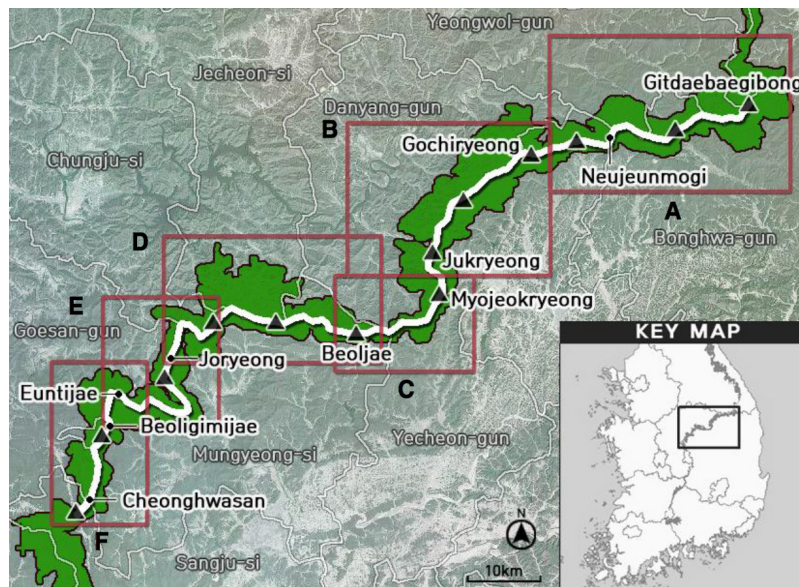 Yeongwol-gun
Jecheon-si
Gitdaebaegibong
Danyang-gun
B
Gochiryeong
Chungju-si
Neujeunmogi
A
D
Bonghwa-gun
Jukryeong
E
Myojeokryeong
Goesan-gun
KEY MAP
Joryeong
Beoljae
C
Euntijae
Beoligimijae
Mungyeong-si
Yecheon-gun
Cheonghwasan
F
N
Sangju-si
10km